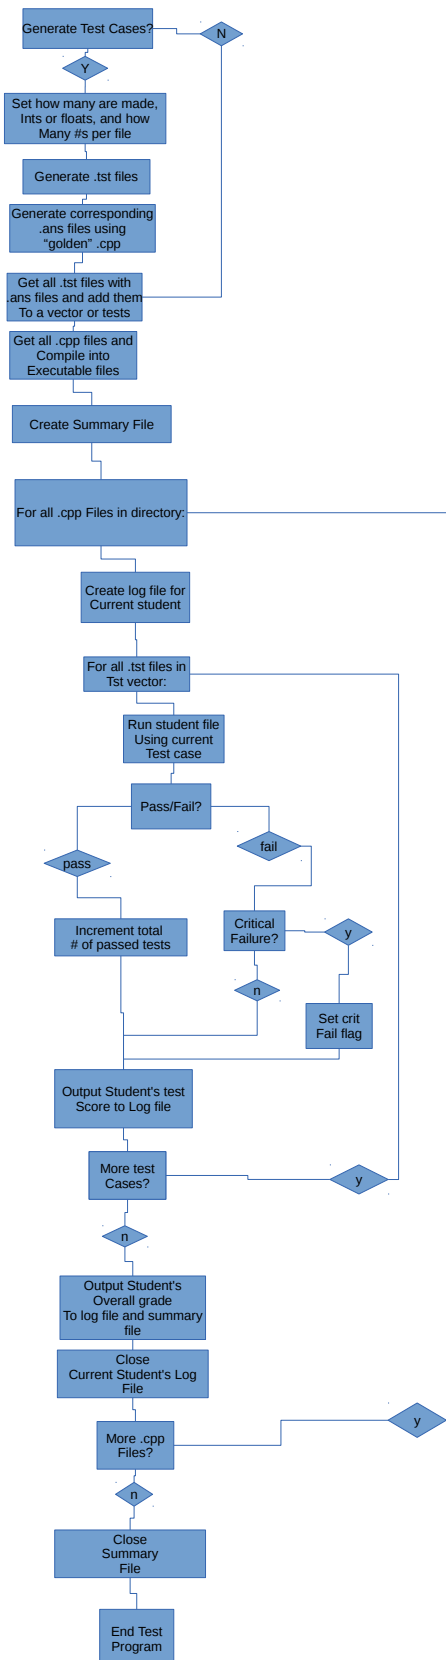 Generate Test Cases?
N
Y
Set how many are made,
Ints or floats, and how
Many #s per file
Generate .tst files
Generate corresponding
.ans files using
“golden” .cpp
Get all .tst files with
.ans files and add them
To a vector or tests
Get all .cpp files and
Compile into
Executable files
Create Summary File
For all .cpp Files in directory:
Create log file for
Current student
For all .tst files in
Tst vector:
Run student file
Using current
Test case
Pass/Fail?
pass
fail
Increment total
# of passed tests
Critical
Failure?
y
n
Set crit
Fail flag
Output Student's test
Score to Log file
More test
Cases?
y
n
Output Student's
Overall grade
To log file and summary
file
Close
Current Student's Log
File
More .cpp
Files?
y
n
Close
Summary
File
End Test
Program